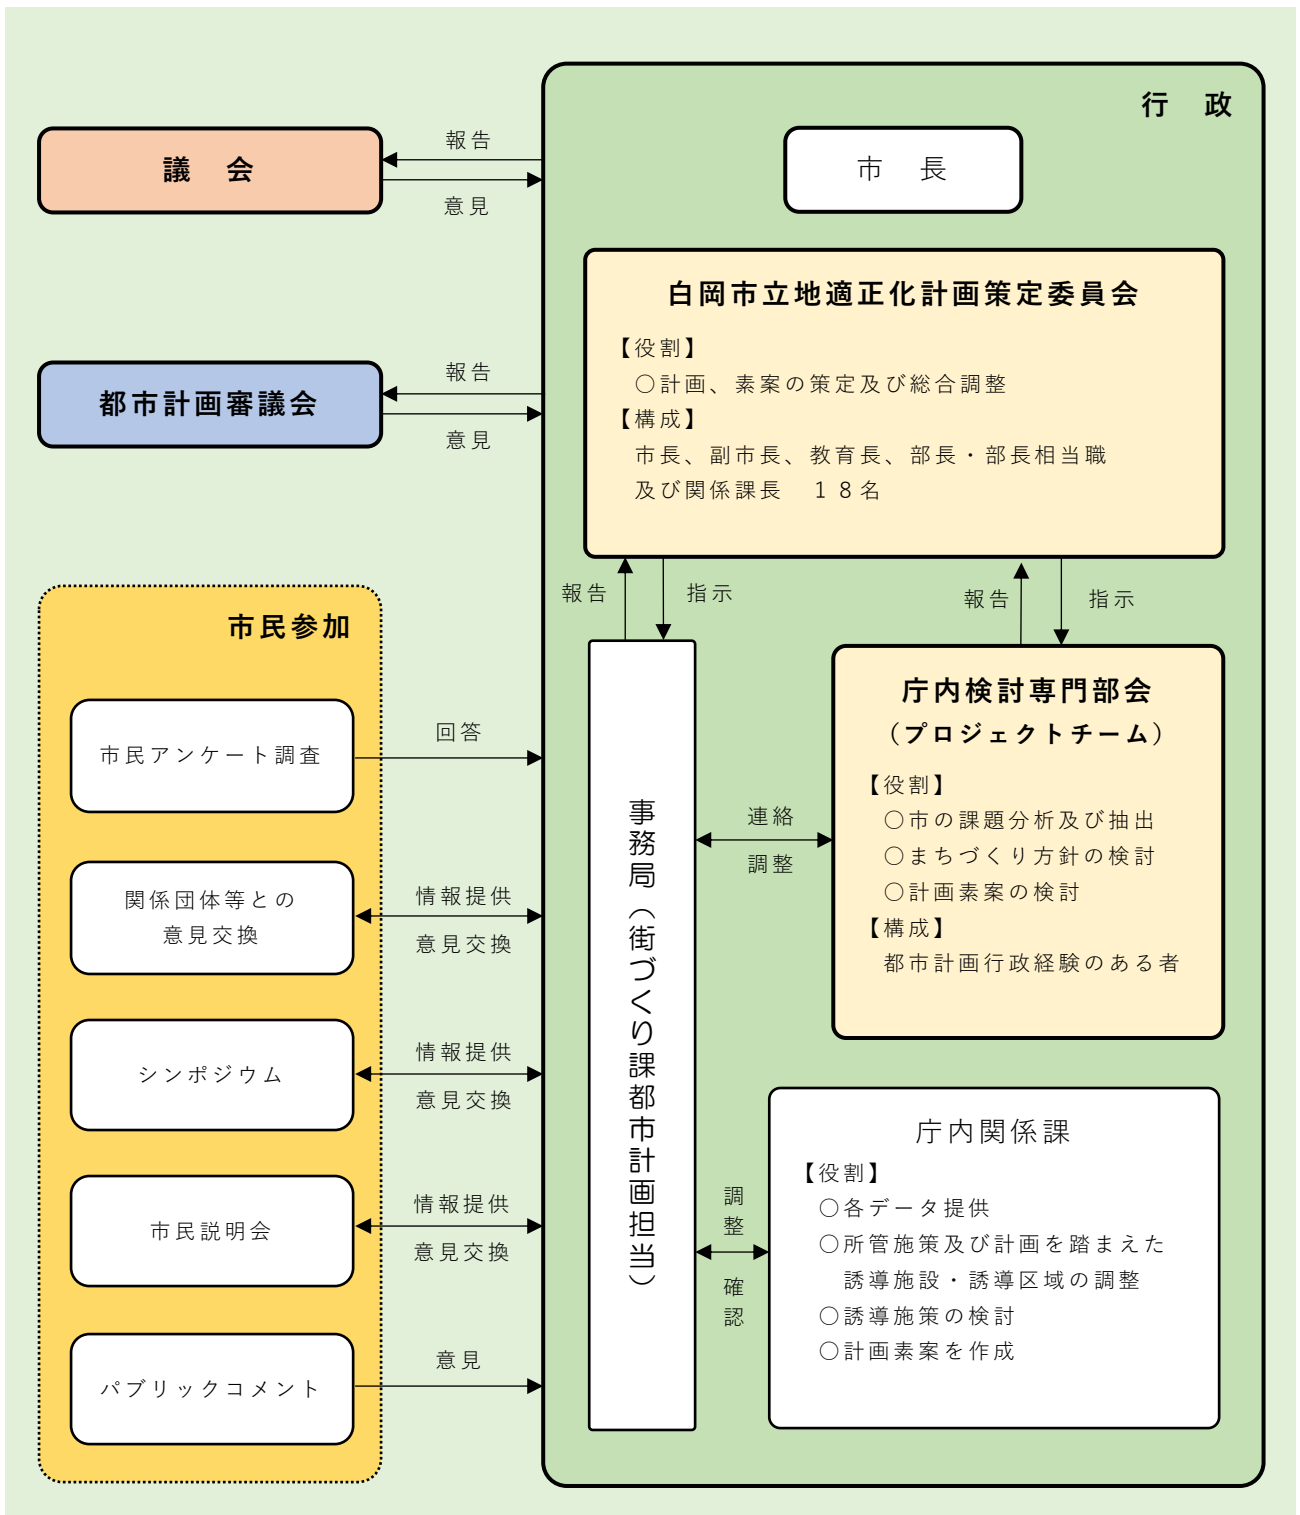 行　政
市　長
議　会
報告
意見
白岡市立地適正化計画策定委員会
【役割】
○計画、素案の策定及び総合調整
【構成】
市長、副市長、教育長、部長・部長相当職
及び関係課長　１８名
都市計画審議会
報告
意見
報告
指示
報告
指示
市民参加
市民アンケート調査
回答
関係団体等との
意見交換
情報提供
意見交換
シンポジウム
情報提供
意見交換
市民説明会
情報提供
意見交換
パブリックコメント
意見
事務局（街づくり課都市計画担当）
連絡
調整
庁内検討専門部会
（プロジェクトチーム）
【役割】
○市の課題分析及び抽出
○まちづくり方針の検討
○計画素案の検討
【構成】
都市計画行政経験のある者
調整
確認
庁内関係課
【役割】
○各データ提供
○所管施策及び計画を踏まえた
誘導施設・誘導区域の調整
○誘導施策の検討
○計画素案を作成